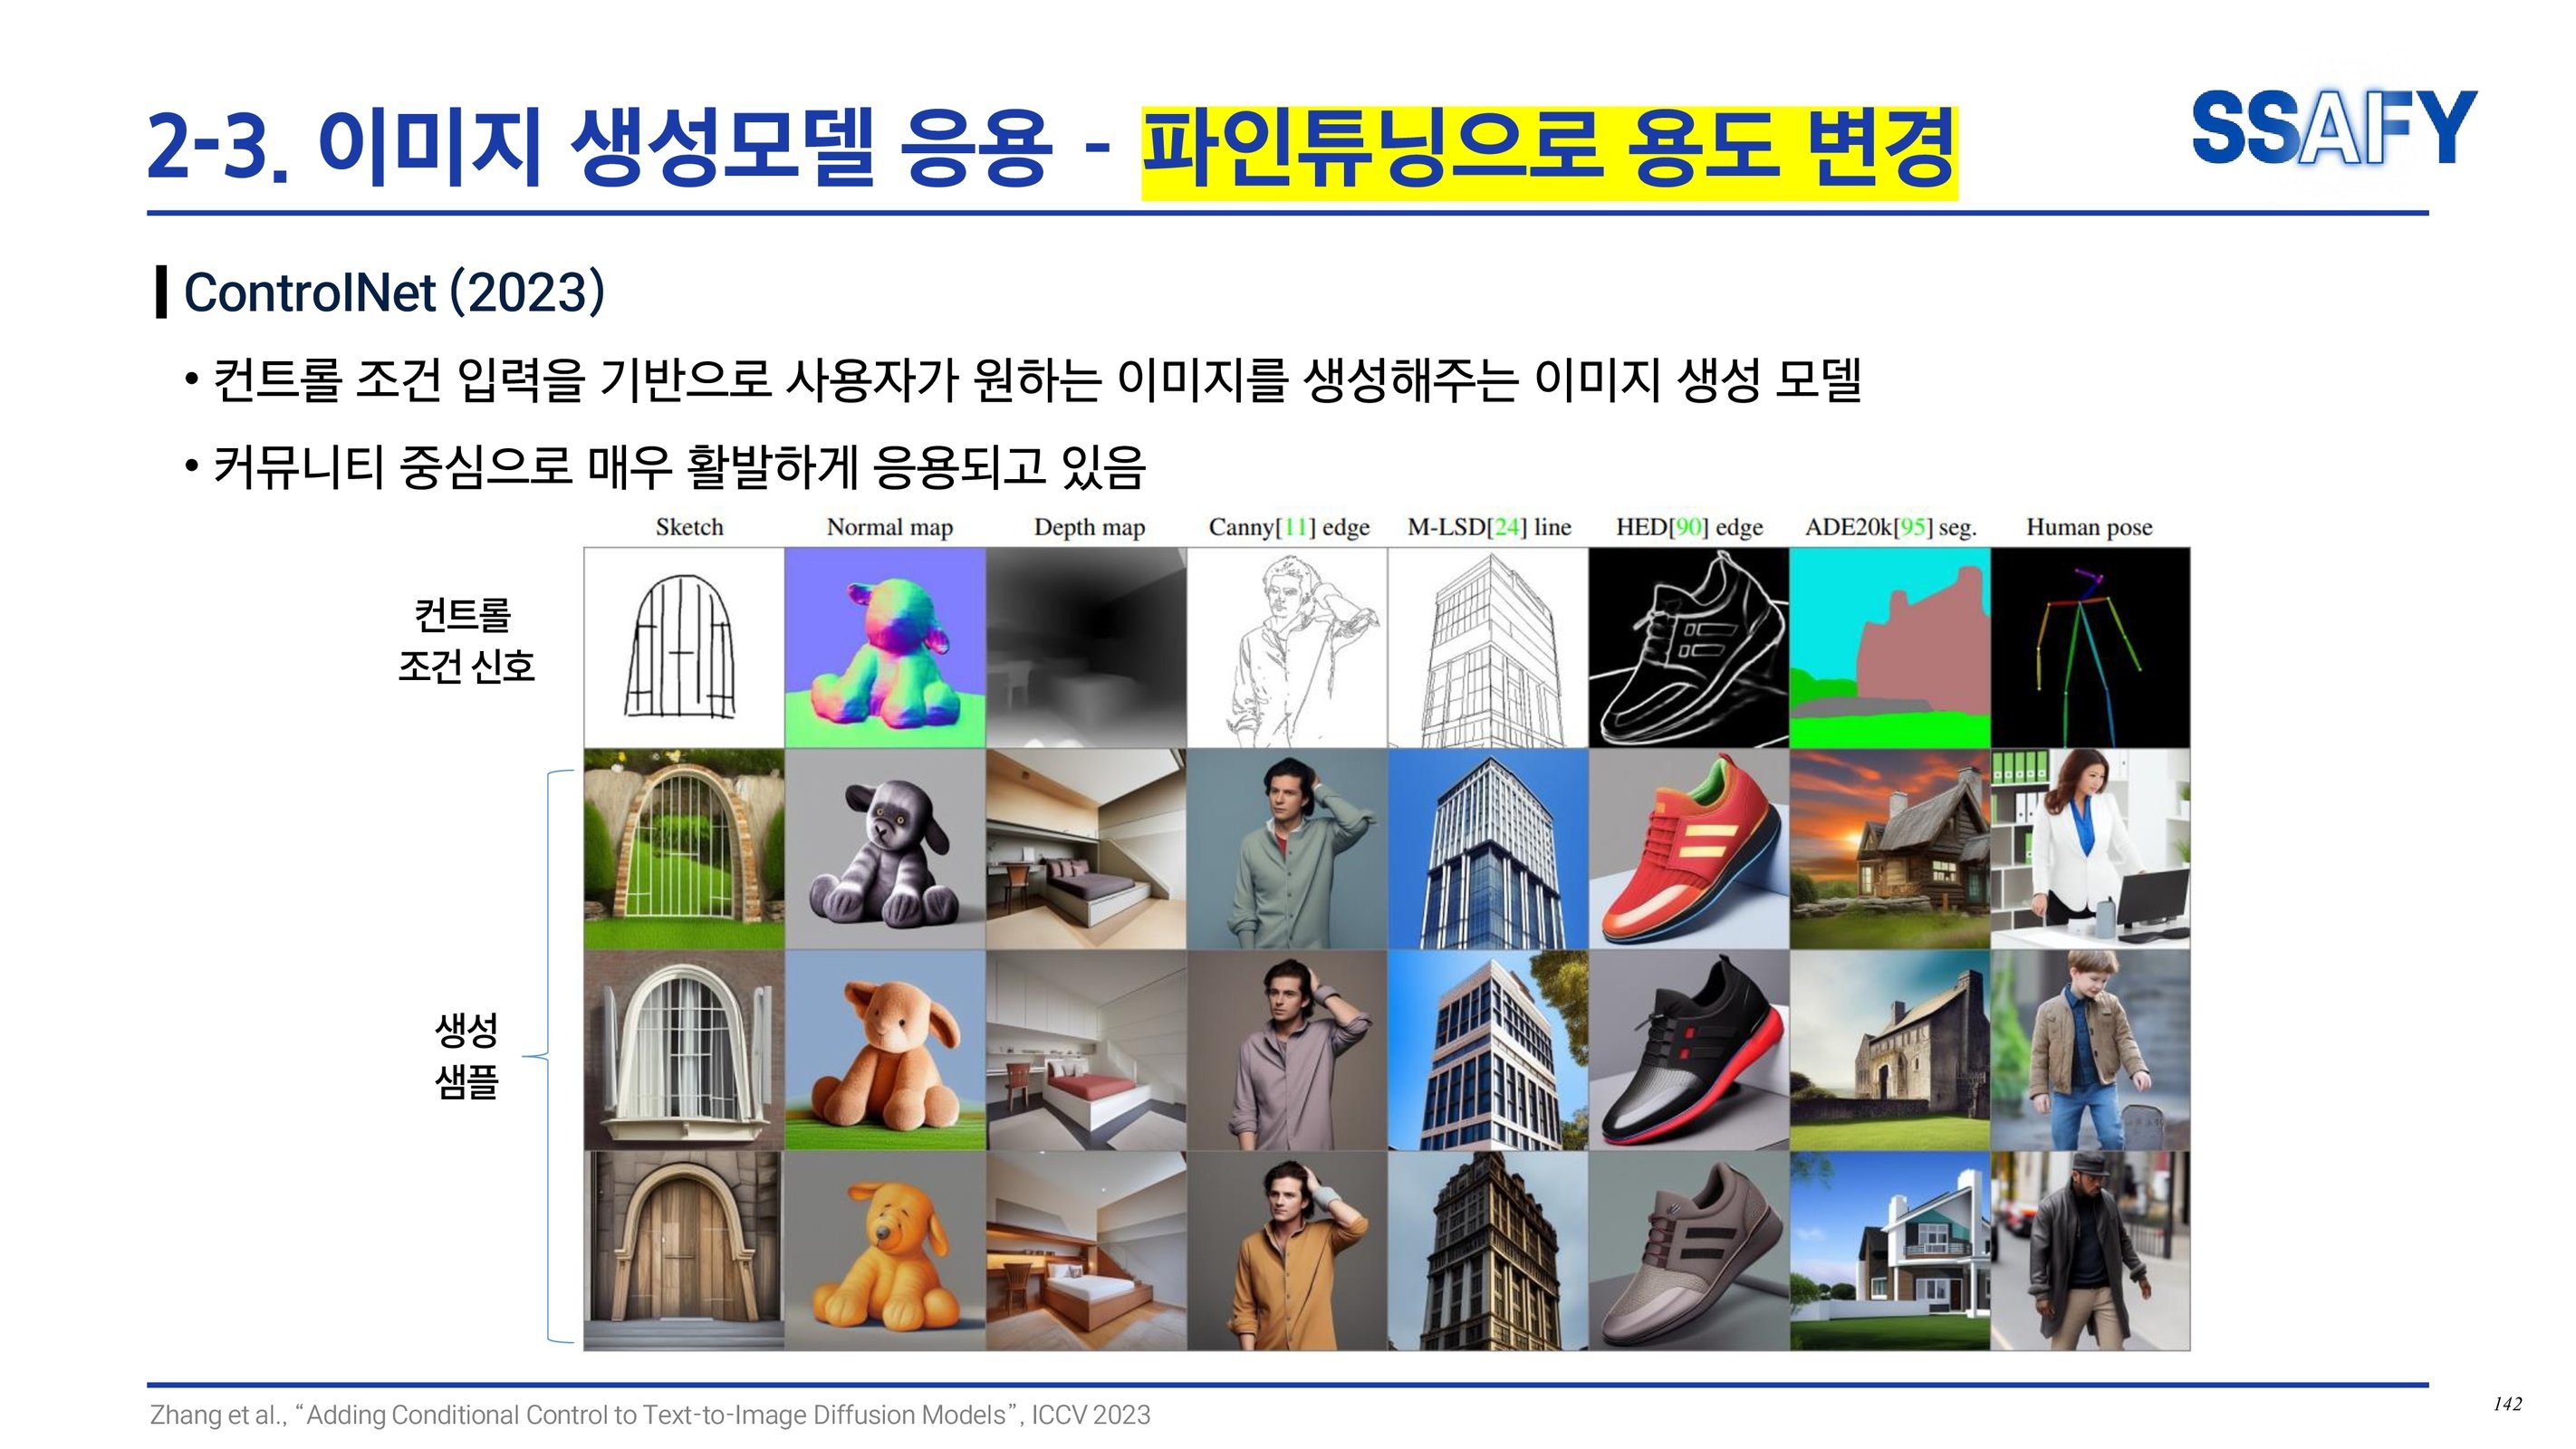 2-3. 이미지 생성모델 응용 - 파인튜닝으로 용도 변경
SSAFY
ControlNet (2023)
• 컨트롤 조건 입력을 기반으로 사용자가 원하는 이미지를 생성해주는 이미지 생성 모델
• 커뮤니티 중심으로 매우 활발하게 응용되고 있음
Sketch Normal map Depth map Canny[11] edge M-LSD[24] line HED[90] edge ADE20k[95] seg. Human pose
컨트롤
조건 신호
생성
샘플
Zhang et al., “Adding Conditional Control to Text-to-Image Diffusion Models”, ICCV 2023
142